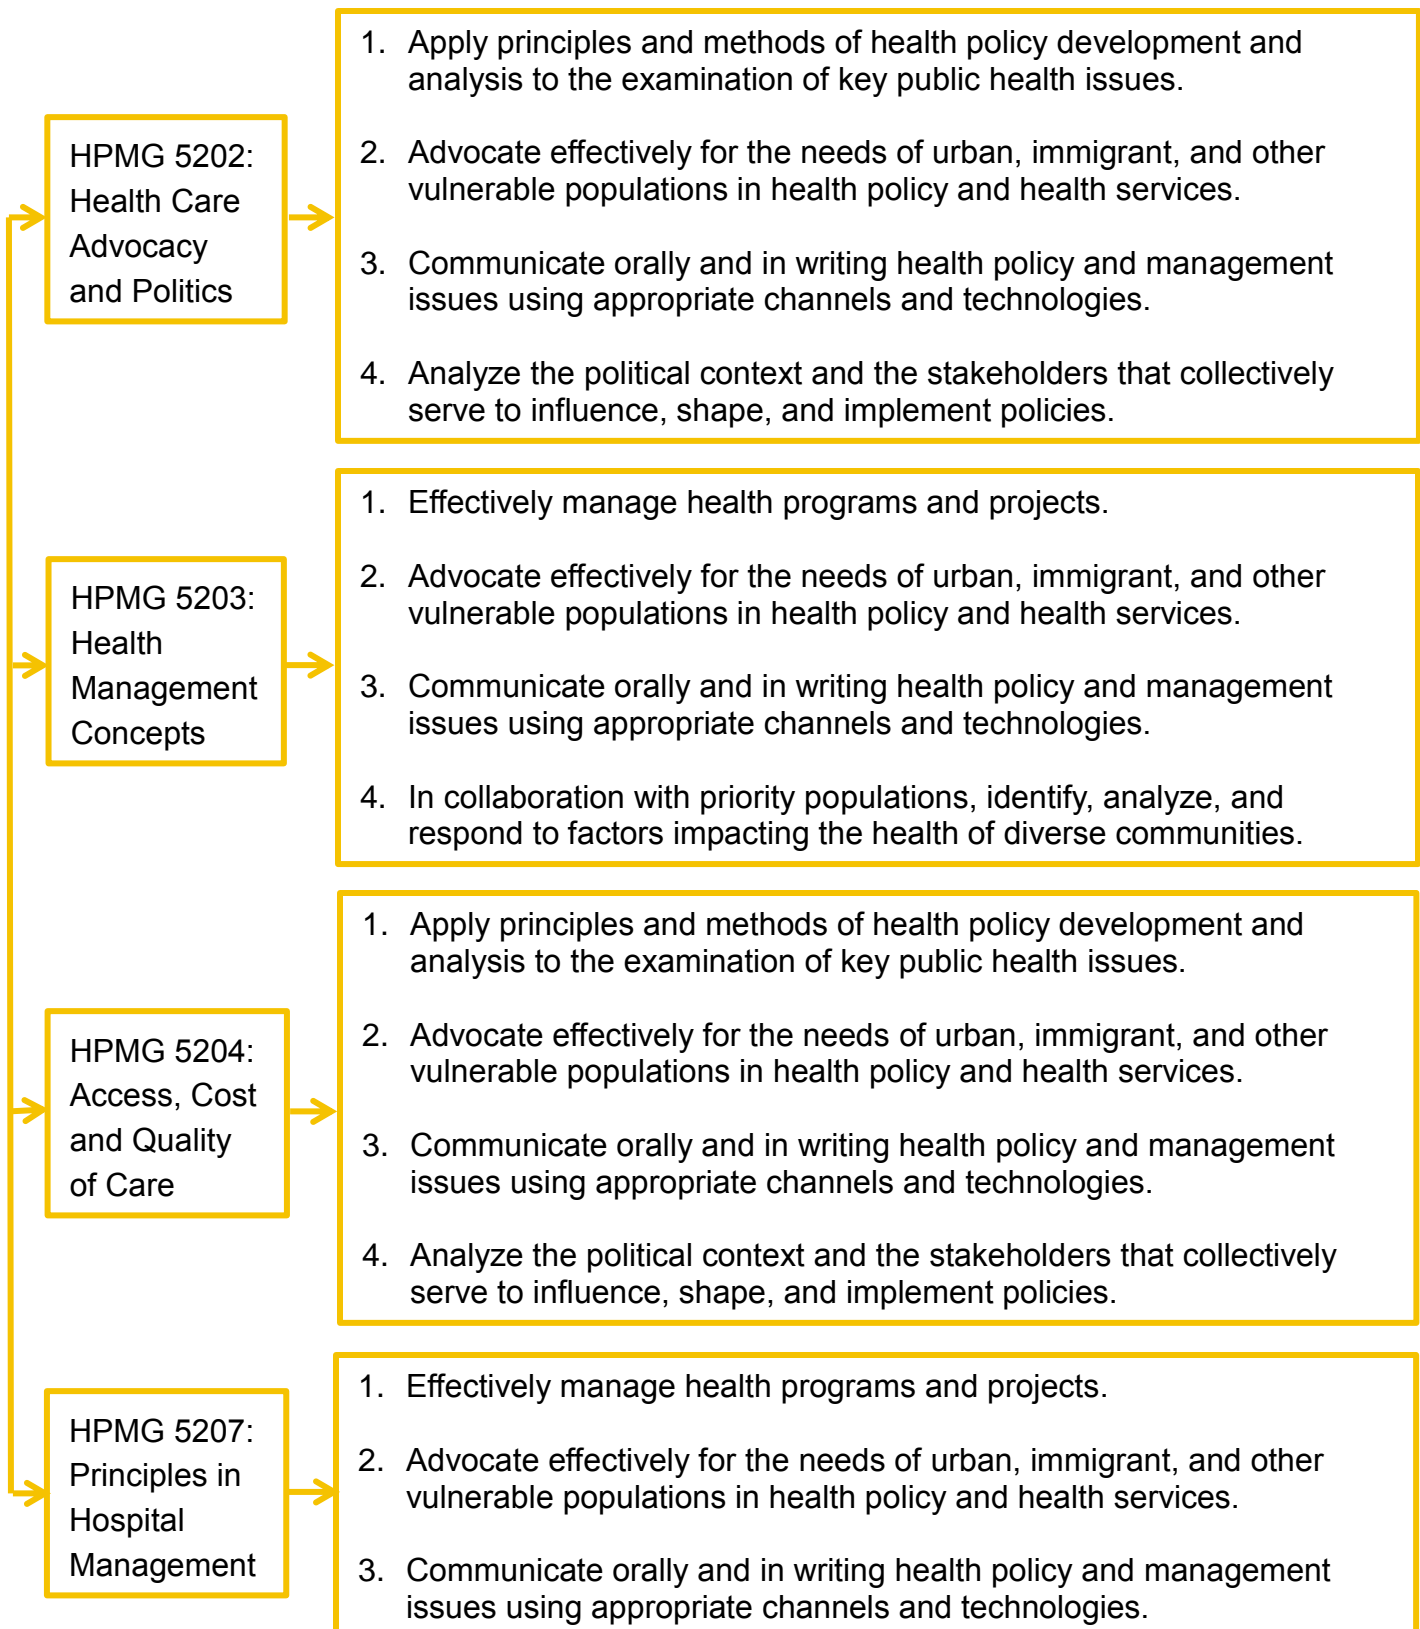 HPMG 5202:
Health Care
Advocacy
and Politics
1. Apply principles and methods of health policy development and
analysis to the examination of key public health issues.
2. Advocate effectively for the needs of urban, immigrant, and other
vulnerable populations in health policy and health services.
3. Communicate orally and in writing health policy and management
issues using appropriate channels and technologies.
4. Analyze the political context and the stakeholders that collectively
serve to influence, shape, and implement policies.
HPMG 5203:
Health
Management
Concepts
1. Effectively manage health programs and projects.
2. Advocate effectively for the needs of urban, immigrant, and other
vulnerable populations in health policy and health services.
3. Communicate orally and in writing health policy and management
issues using appropriate channels and technologies.
4. In collaboration with priority populations, identify, analyze, and
respond to factors impacting the health of diverse communities.
HPMG 5204:
Access, Cost
and Quality
of Care
1. Apply principles and methods of health policy development and
analysis to the examination of key public health issues.
2. Advocate effectively for the needs of urban, immigrant, and other
vulnerable populations in health policy and health services.
3. Communicate orally and in writing health policy and management
issues using appropriate channels and technologies.
4. Analyze the political context and the stakeholders that collectively
serve to influence, shape, and implement policies.
HPMG 5207:
Principles in
Hospital
Management
1. Effectively manage health programs and projects.
2. Advocate effectively for the needs of urban, immigrant, and other
vulnerable populations in health policy and health services.
3. Communicate orally and in writing health policy and management
issues using appropriate channels and technologies.